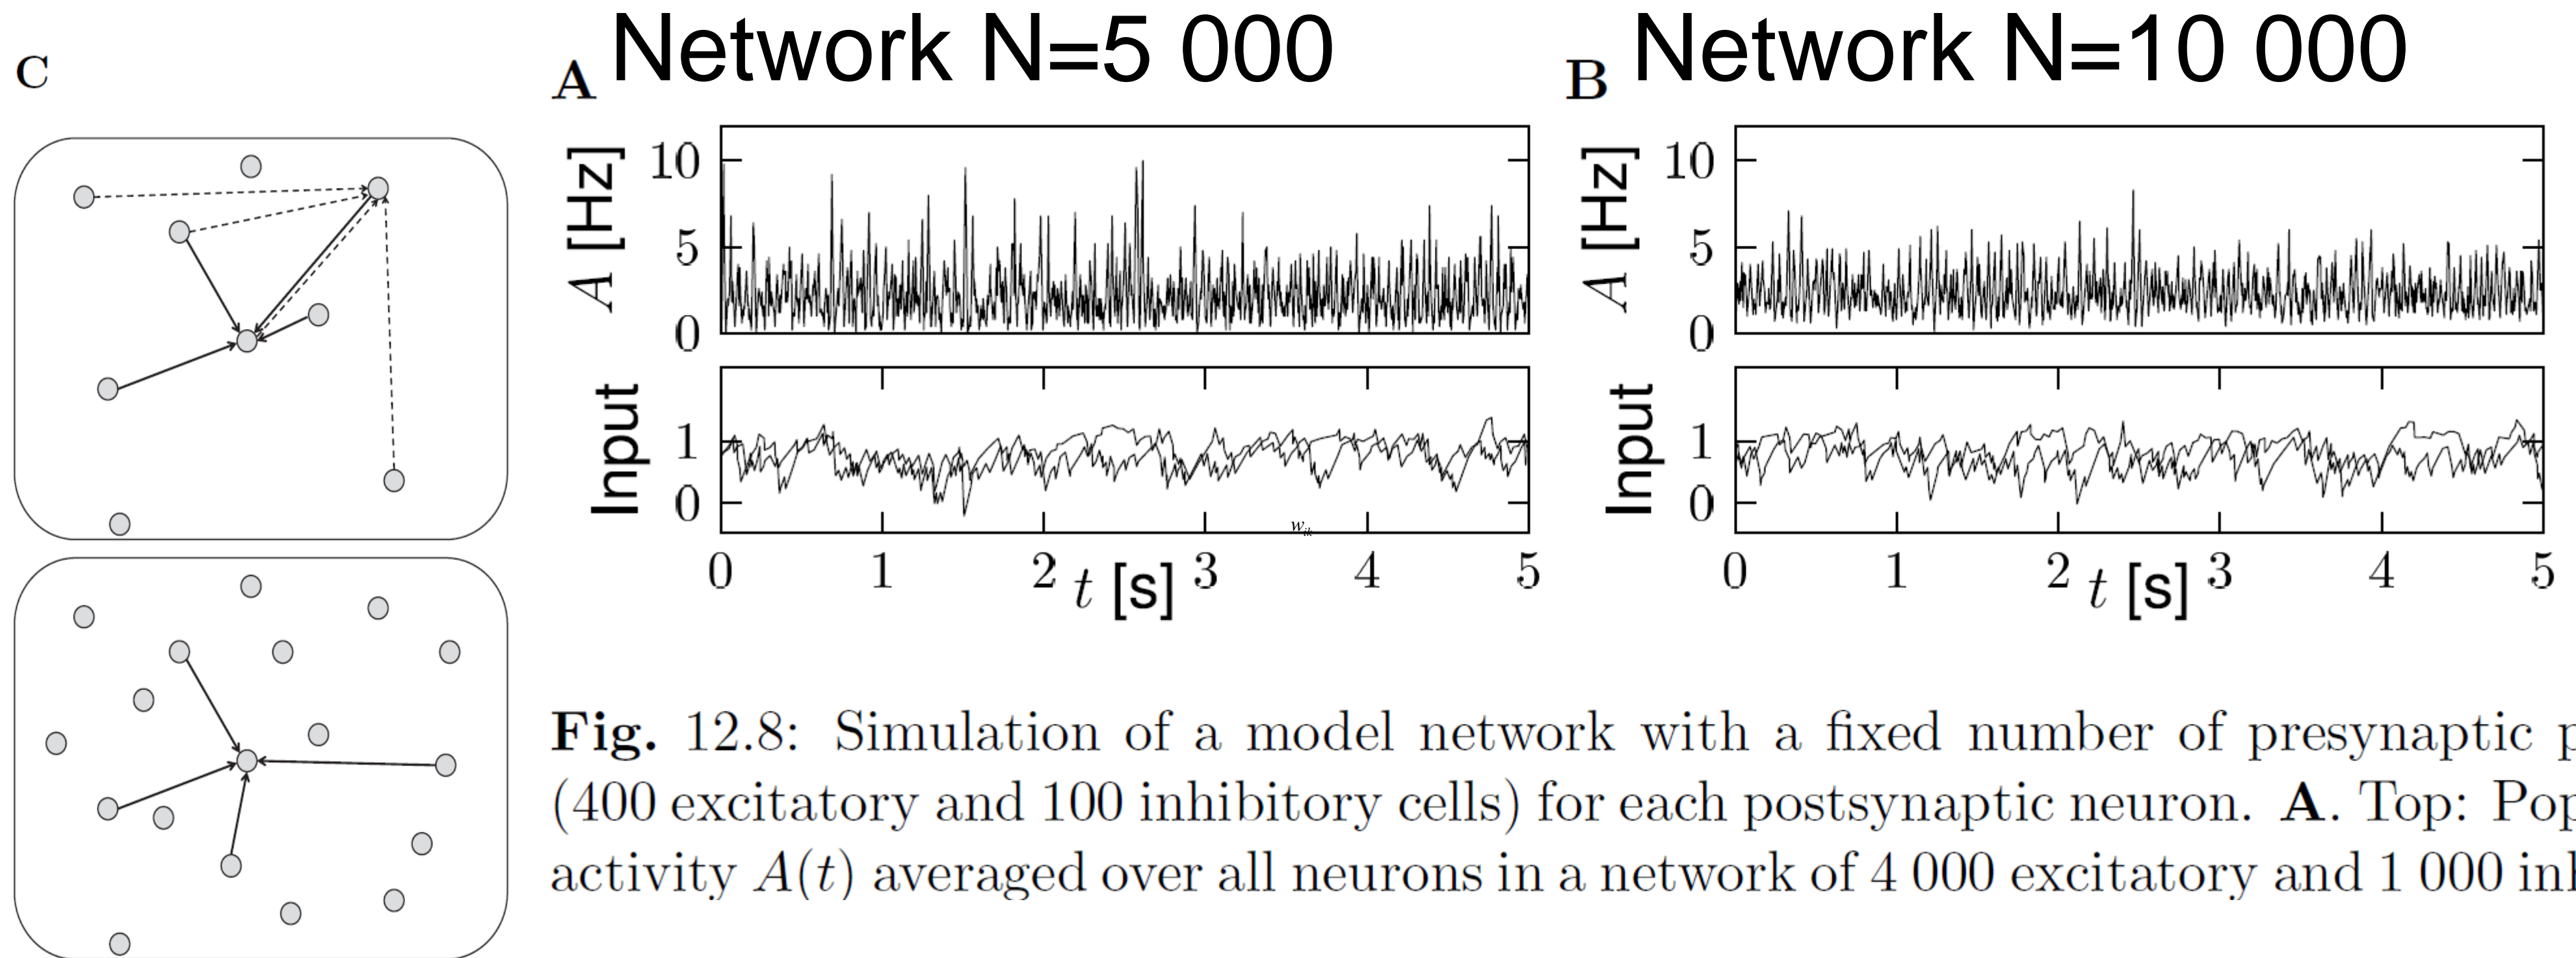 C
A Network N=5 000
10
5
0
A [Hz]
1
0
Input
w_ik
0 1 2 3 4 5
t [s]
B Network N=10 000
10
5
0
A [Hz]
1
0
Input
0 1 2 3 4 5
t [s]
Fig. 12.8: Simulation of a model network with a fixed number of presynaptic p
(400 excitatory and 100 inhibitory cells) for each postsynaptic neuron. A. Top: Pop
activity A(t) averaged over all neurons in a network of 4 000 excitatory and 1 000 inh